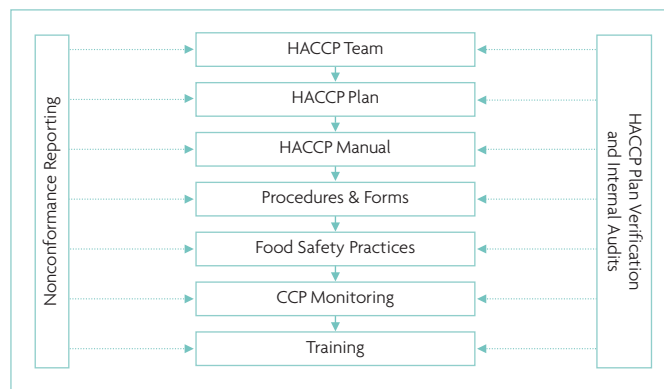 Nonconformance Reporting
HACCP Team
HACCP Plan
HACCP Manual
Procedures & Forms
Food Safety Practices
CCP Monitoring
Training
HACCP Plan Verification
and Internal Audits